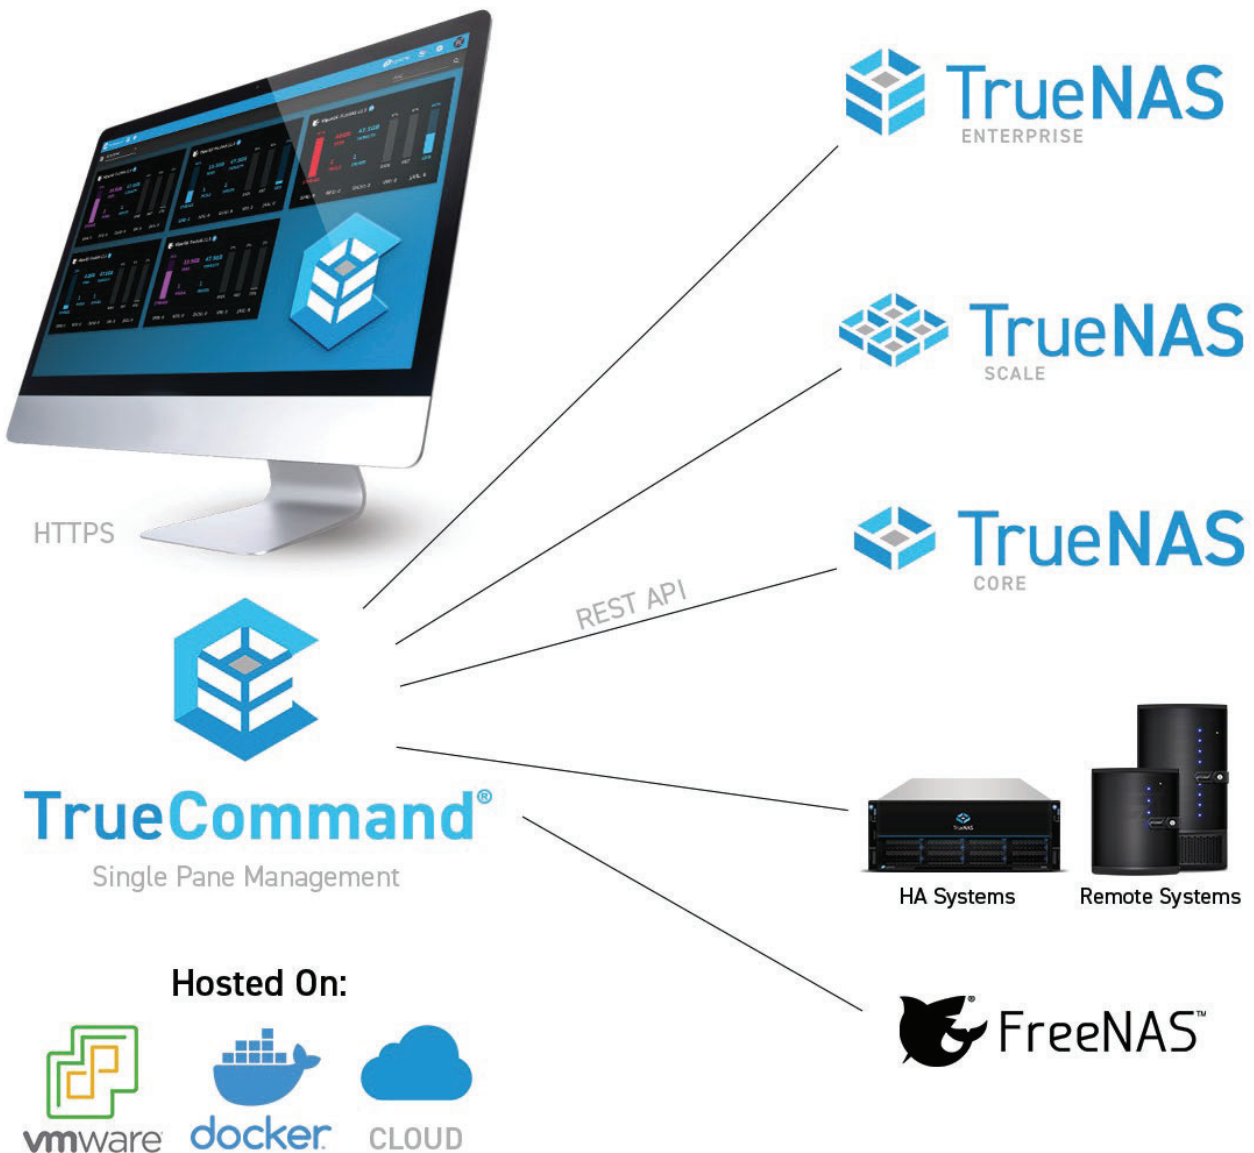 TrueNAS
ENTERPRISE
TrueNAS
SCALE
HTTPS
TrueNAS
CORE
REST API
TrueCommand®
Single Pane Management
TrueNAS
HA Systems
Remote Systems
Hosted On:
® FreeNAS™
vmware
docker
CLOUD